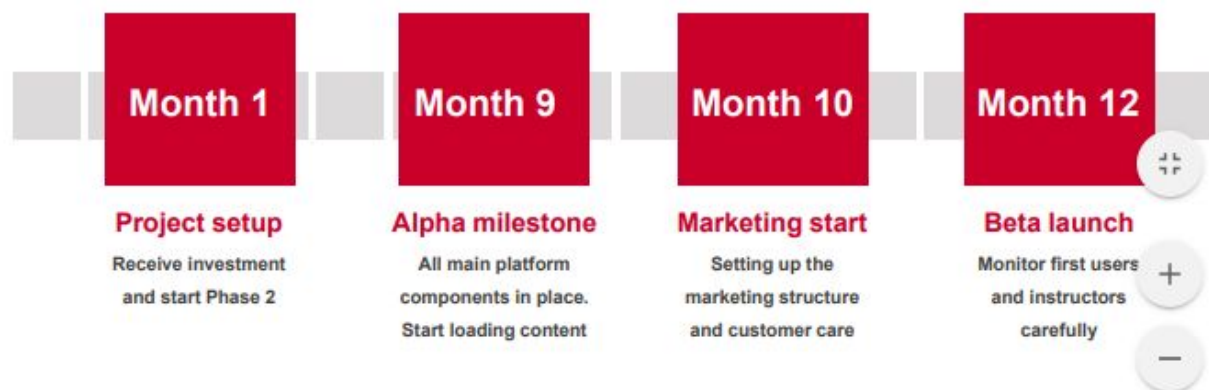 Month 1
Month 9
Month 10
Month 12
Project setup
Receive investment
and start Phase 2
Alpha milestone
All main platform
components in place.
Start loading content
Marketing start
Setting up the
marketing structure
and customer care
Beta launch
Monitor first users
and instructors
carefully